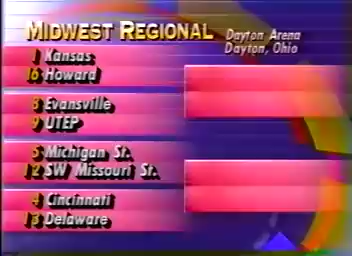 MIDWEST REGIONAL
Dayton Arena
Dayton, Ohio
1 Kansas
16 Howard
8 Evansville
9 UTEP
5 Michigan St.
12 SW Missouri St.
4 Cincinnati
13 Delaware